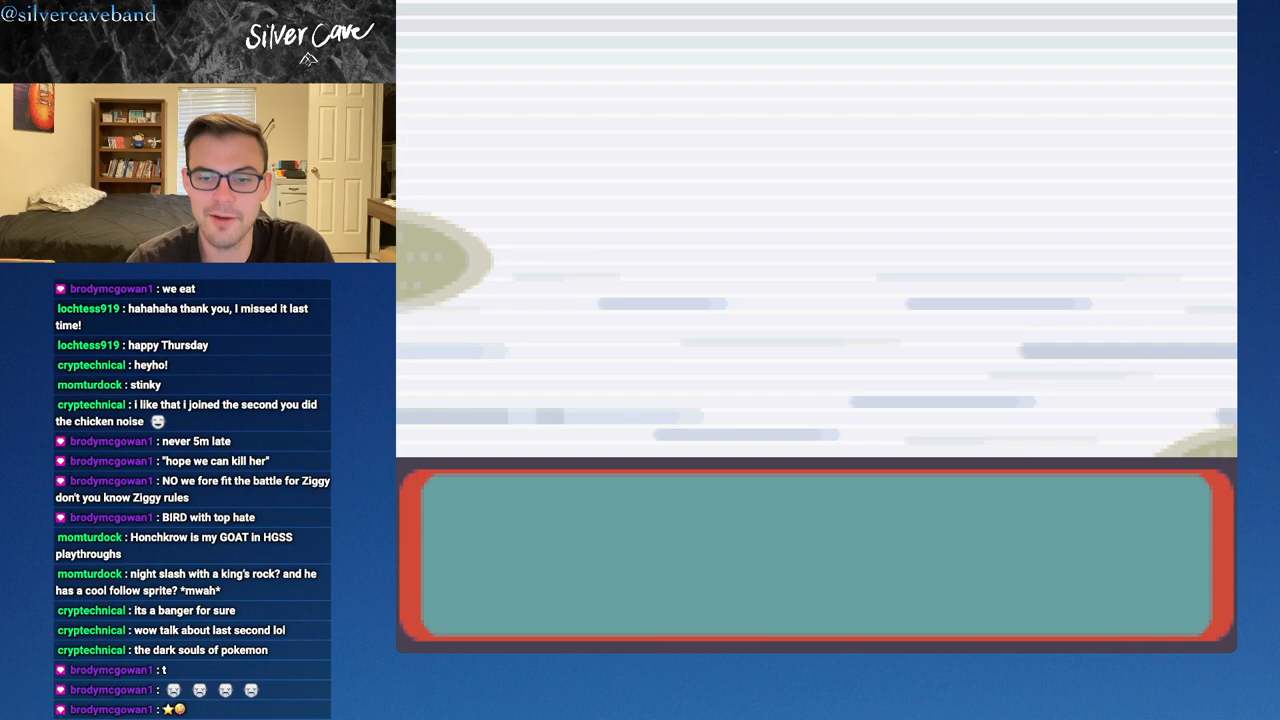 @silvercaveband
Silver Cave
brodymcgowan1 : we eat
lochtess919 : hahahaha thank you, I missed it last
time!
lochtess919 : happy Thursday
cryptechnical : heyho!
momturdock : stinky
cryptechnical : i like that i joined the second you did
the chicken noise
brodymcgowan1 : never 5m late
brodymcgowan1 : "hope we can kill her"
brodymcgowan1 : NO we fore fit the battle for Ziggy
don't you know Ziggy rules
brodymcgowan1 : BIRD with top hate
momturdock : Honchkrow is my GOAT in HGSS
playthroughs
momturdock : night slash with a king's rock? and he
has a cool follow sprite? *mwah*
cryptechnical : its a banger for sure
cryptechnical : wow talk about last second lol
cryptechnical : the dark souls of pokemon
brodymcgowan1 : t
brodymcgowan1 :
brodymcgowan1 : ⭐🤪